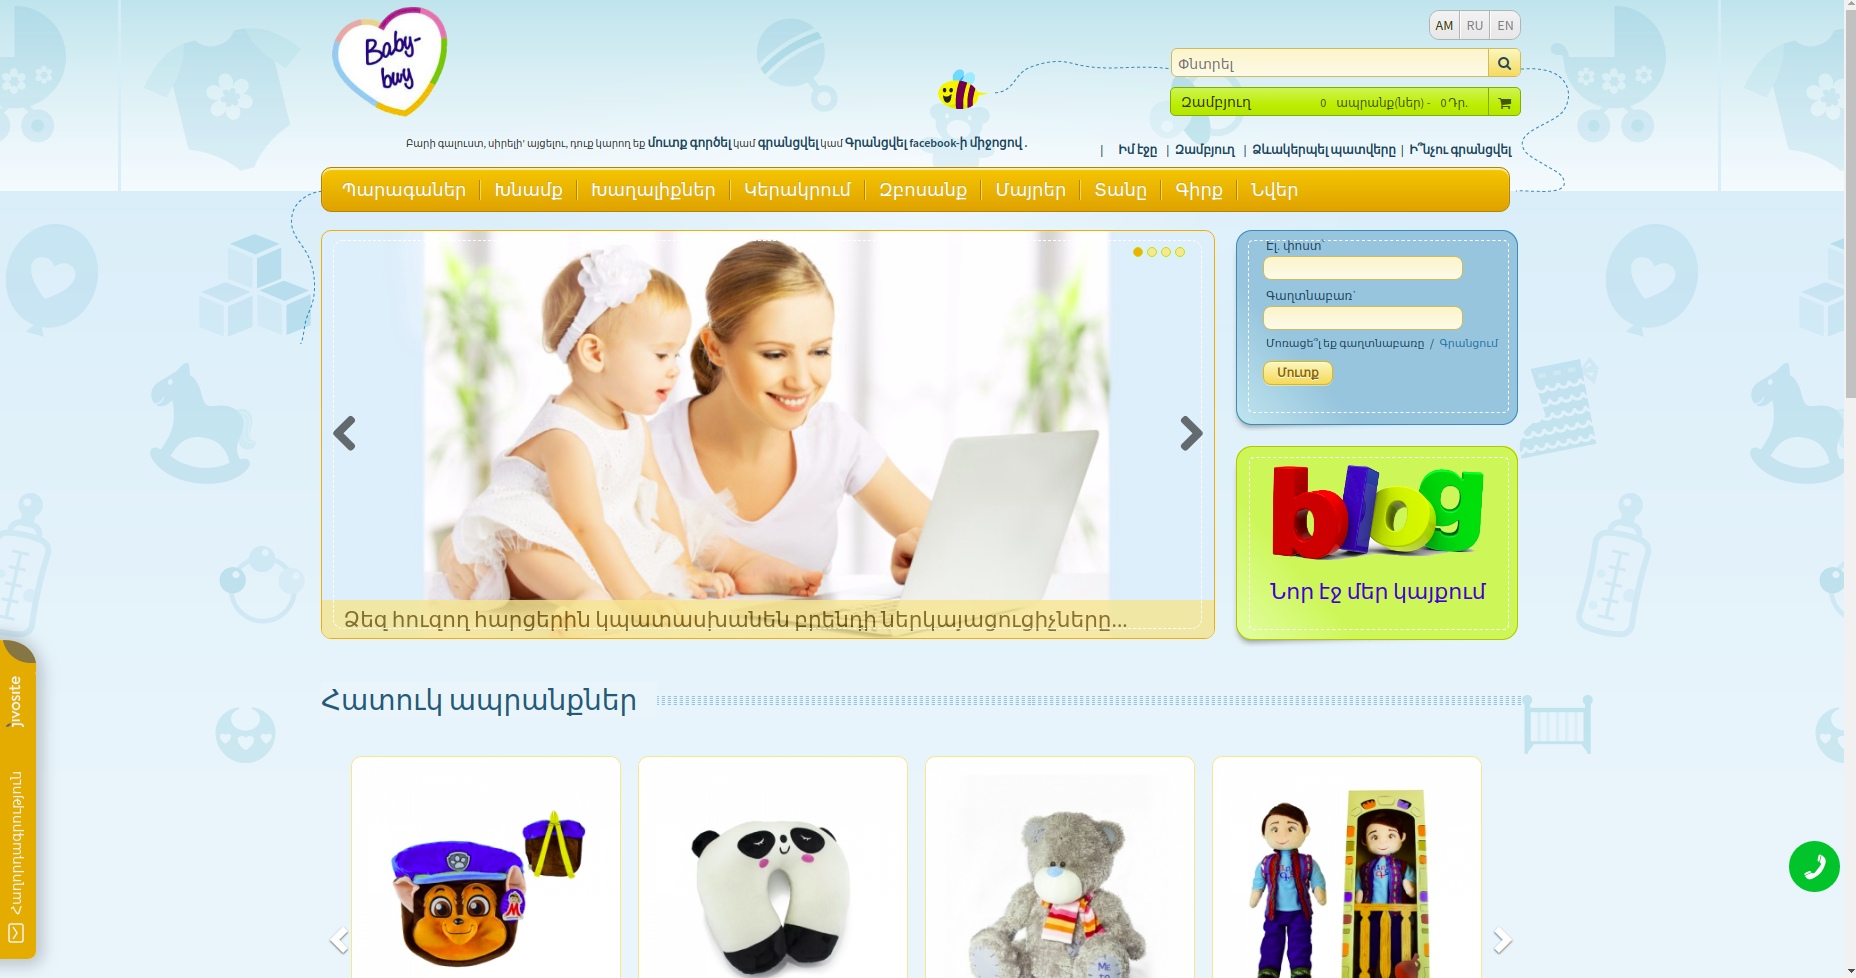 Baby-
buy
AM RU EN
Փնտրել
Զամբյուղ 0 ապրանք(ներ) - 0 Դր.
Բարի գալուստ, սիրելի' այցելու, դուք կարող եք մուտք գործել կամ գրանցվել կամ Գրանցվել facebook-ի միջոցով .
| Իմ էջը | Զամբյուղ | Ձևակերպել պատվերը | Ի՞նչու գրանցվել
Պարագաներ Խնամք Խաղալիքներ Կերակրում Զբոսանք Մայրեր Տանը Գիրք Նվեր
Էլ. փոստ`
Գաղտնաբառ`
Մոռացե՞լ եք գաղտնաբառը / Գրանցում
Մուտք
blog
Նոր էջ մեր կայքում
Ձեզ հուզող հարցերին կպատասխանեն բրենդի ներկայացուցիչները...
Հատուկ ապրանքներ
jivosite
Հաղորդագրություն
ME